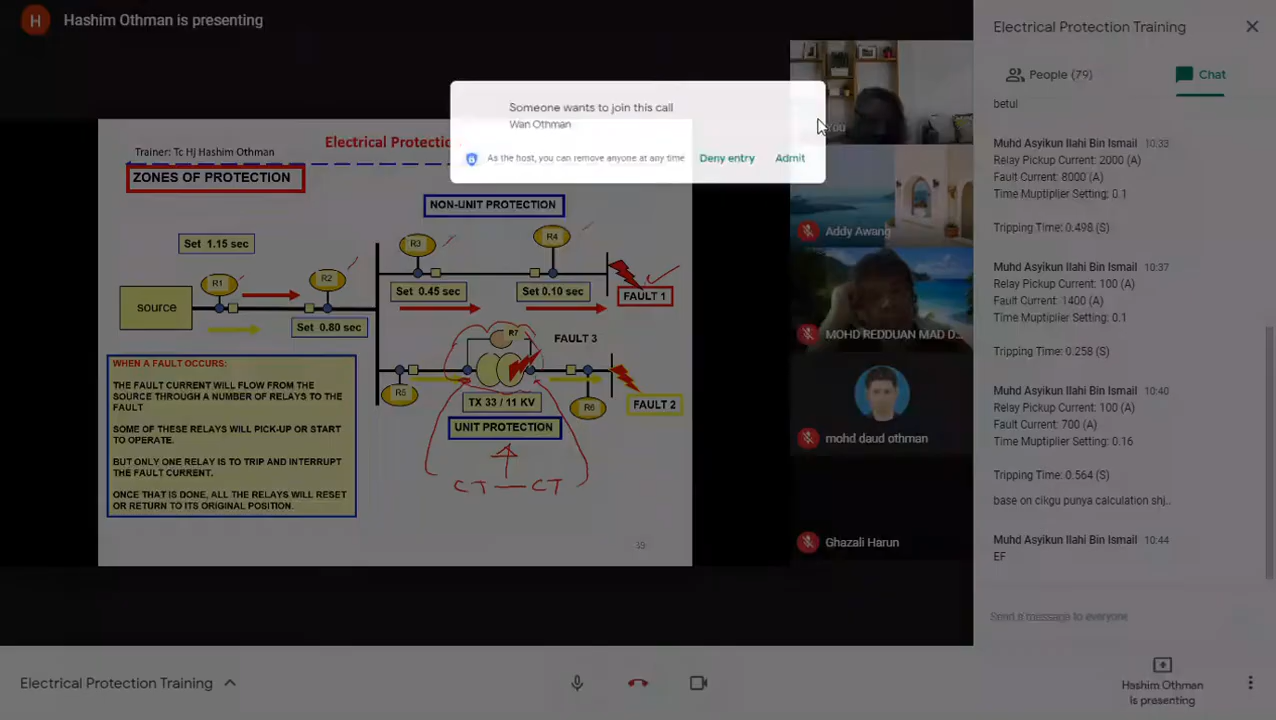 H
Hashim Othman is presenting
Someone wants to join this call
Wan Othman
As the host, you can remove anyone at any time
Deny entry
Admit
Trainer: Tc Hj Hashim Othman
Electrical Protectio
ZONES OF PROTECTION
NON-UNIT PROTECTION
Set 1.15 sec
R1
R2
R3
R4
source
Set 0.45 sec
Set 0.10 sec
FAULT 1
Set 0.80 sec
R7
FAULT 3
R5
TX 33 / 11 KV
R6
FAULT 2
UNIT PROTECTION
CT — CT
WHEN A FAULT OCCURS:
THE FAULT CURRENT WILL FLOW FROM THE
SOURCE THROUGH A NUMBER OF RELAYS TO THE
FAULT
SOME OF THESE RELAYS WILL PICK-UP OR START
TO OPERATE.
BUT ONLY ONE RELAY IS TO TRIP AND INTERRUPT
THE FAULT CURRENT.
ONCE THAT IS DONE, ALL THE RELAYS WILL RESET
OR RETURN TO ITS ORIGINAL POSITION.
39
You
Addy Awang
MOHD REDDUAN MAD D...
mohd daud othman
Ghazali Harun
Electrical Protection Training
People (79)
Chat
betul
Muhd Asyikun Ilahi Bin Ismail 10:33
Relay Pickup Current: 2000 (A)
Fault Current: 8000 (A)
Time Muptiplier Setting: 0.1
Tripping Time: 0.498 (S)
Muhd Asyikun Ilahi Bin Ismail 10:37
Relay Pickup Current: 100 (A)
Fault Current: 1400 (A)
Time Muptiplier Setting: 0.1
Tripping Time: 0.258 (S)
Muhd Asyikun Ilahi Bin Ismail 10:40
Relay Pickup Current: 100 (A)
Fault Current: 700 (A)
Time Muptiplier Setting: 0.16
Tripping Time: 0.564 (S)
base on cikgu punya calculation shj..
Muhd Asyikun Ilahi Bin Ismail 10:44
EF
Send a message to everyone
Electrical Protection Training
Hashim Othman
is presenting